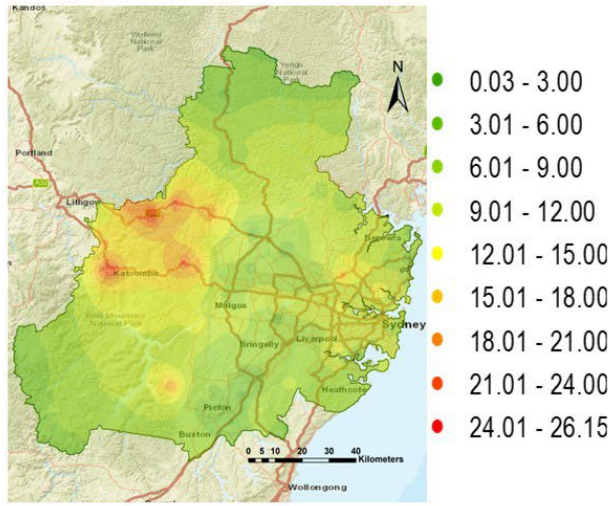 Kandos
Wollemi
National
Park
Yengo
National
Park
N
Portland
A32
Lithgow
Berowra
Katoomba
Blue Mountains
National Park
Mulgoa
Sydney
Bringelly
Liverpool
Heathcote
Picton
Buxton
0 5 10 20 30 40
Kilometers
Wollongong
0.03 - 3.00
3.01 - 6.00
6.01 - 9.00
9.01 - 12.00
12.01 - 15.00
15.01 - 18.00
18.01 - 21.00
21.01 - 24.00
24.01 - 26.15